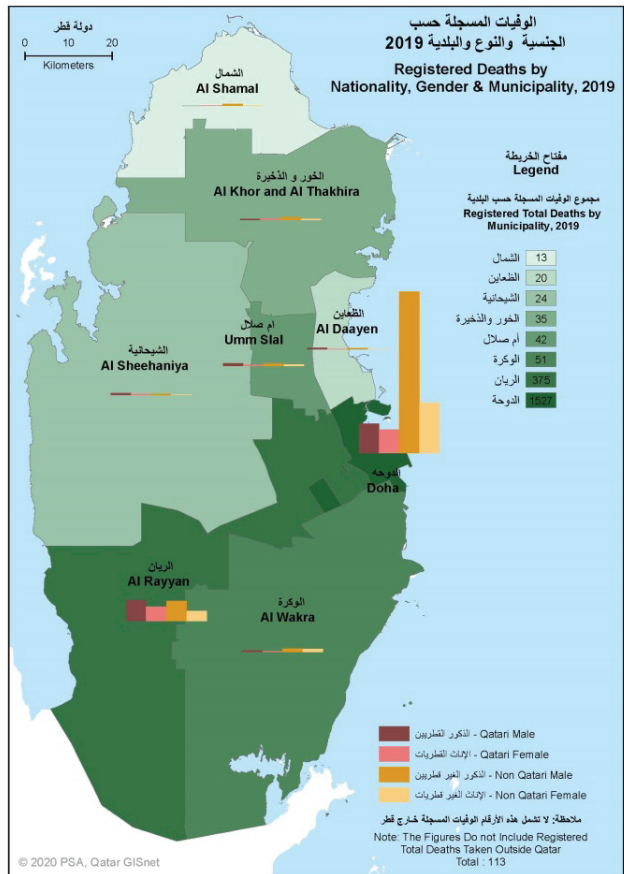 دولة قطر
0 10 20
Kilometers
الوفيات المسجلة حسب
الجنسية والنوع والبلدية 2019
Registered Deaths by
Nationality, Gender & Municipality, 2019
الشمال
Al Shamal
الخور و الذخيرة
Al Khor and Al Thakhira
الظعاين
Al Daayen
ام صلال
Umm Slal
الشيحانية
Al Sheehaniya
الدوحه
Doha
الريان
Al Rayyan
الوكرة
Al Wakra
مفتاح الخريطة
Legend
مجموع الوفيات المسجلة حسب البلدية
Registered Total Deaths by
Municipality, 2019
الشمال 13
الظعاين 20
الشيحانية 24
الخور والذخيرة 35
أم صلال 42
الوكرة 51
الريان 375
الدوحة 1527
الذكور القطريين - Qatari Male
الإناث القطريات - Qatari Female
الذكور الغير قطريين - Non Qatari Male
الإناث الغير قطريات - Non Qatari Female
ملاحظة: لا تشمل هذه الأرقام الوفيات المسجلة خارج قطر
Note: The Figures Do not Include Registered
Total Deaths Taken Outside Qatar
Total : 113
© 2020 PSA, Qatar GISnet